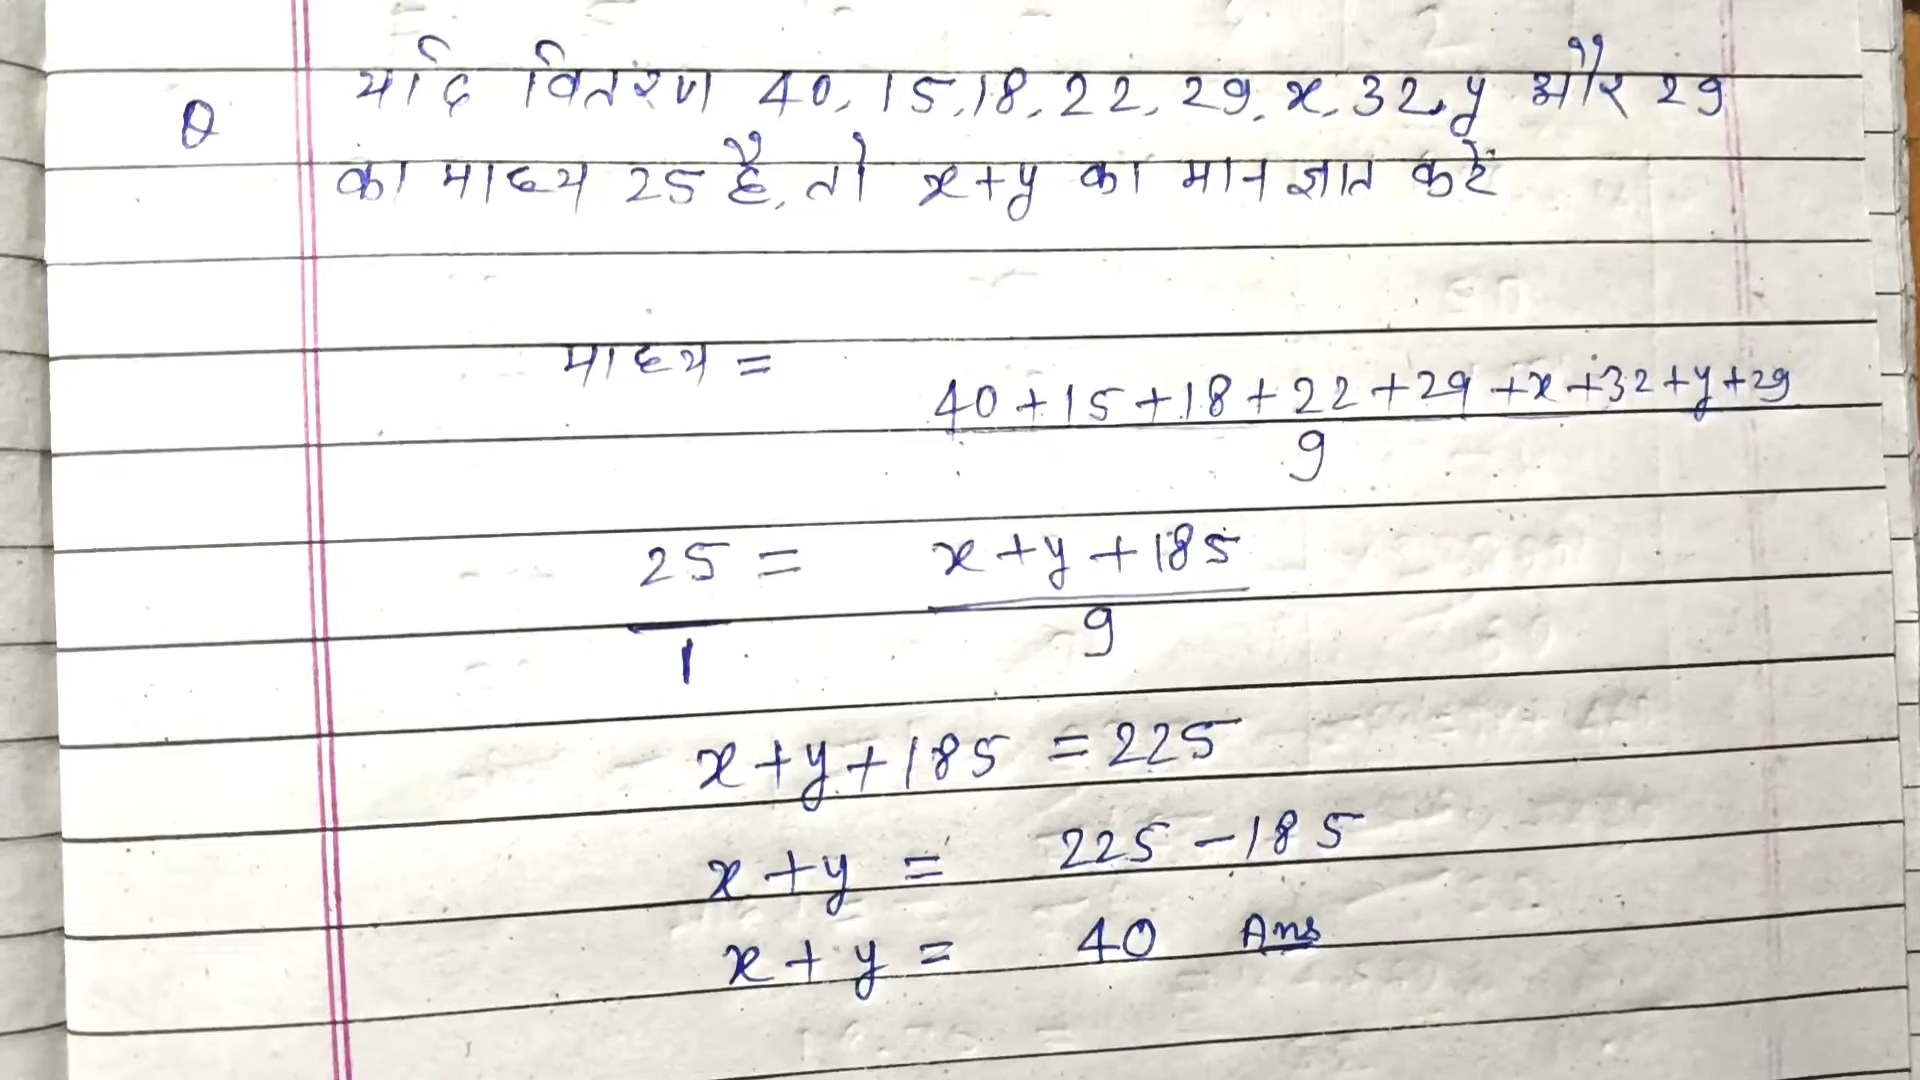 Q यदि वितरण 40, 15, 18, 22, 29, x, 32, y और 29
का माध्य 25 है, तो x+y का मान ज्ञात करें
माध्य = 40+15+18+22+29+x+32+y+29
9
25 = x+y+185
1 9
x+y+185 = 225
x+y = 225-185
x+y = 40 Ans